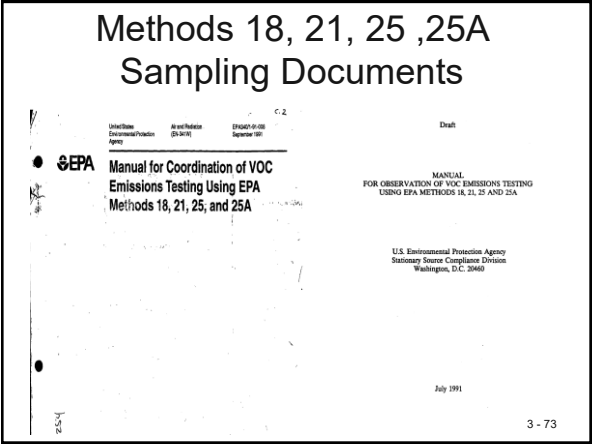 Methods 18, 21, 25 ,25A
Sampling Documents
C.2
United States
Environmental Protection
Agency
Air and Radiation
(EN-341W)
September 1991
EPA
Manual for Coordination of VOC
Emissions Testing Using EPA
Methods 18, 21, 25, and 25A
Draft
MANUAL
FOR OBSERVATION OF VOC EMISSIONS TESTING
USING EPA METHODS 18, 21, 25 AND 25A
U.S. Environmental Protection Agency
Stationary Source Compliance Division
Washington, D.C. 20460
July 1991
3 - 73